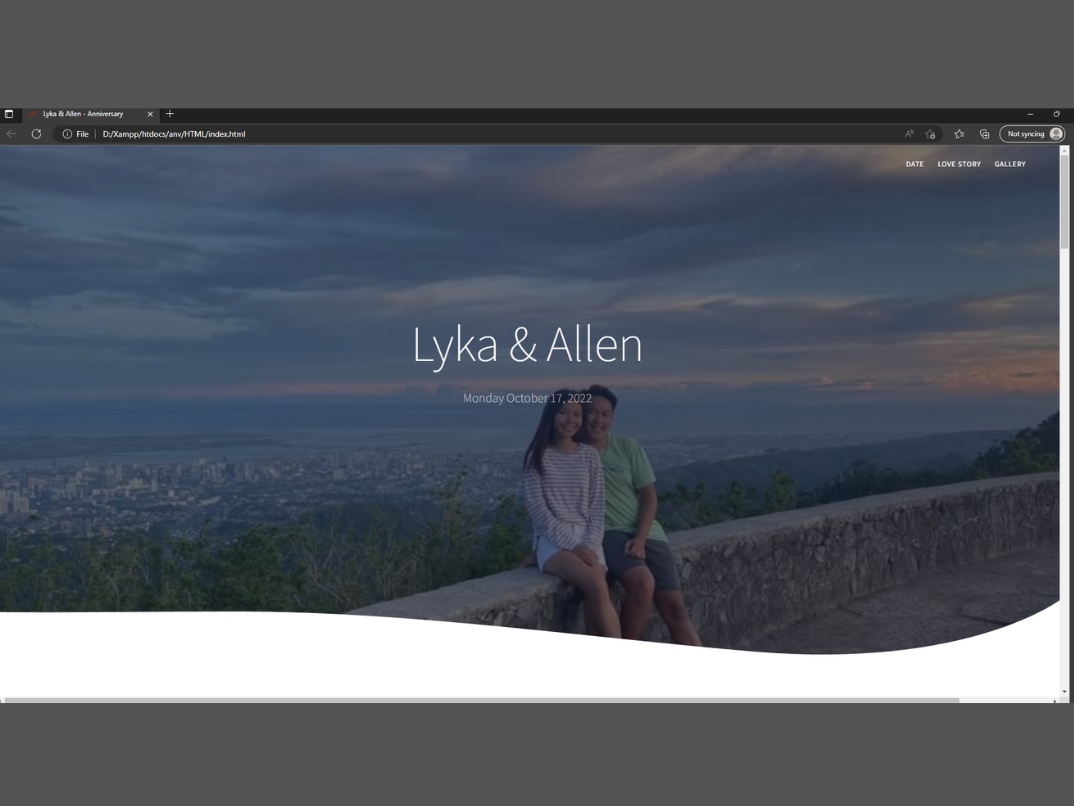 Lyka & Allen - Anniversary
File D:/Xampp/htdocs/anv/HTML/index.html
Not syncing
DATE LOVE STORY GALLERY
Lyka & Allen
Monday October 17, 2022